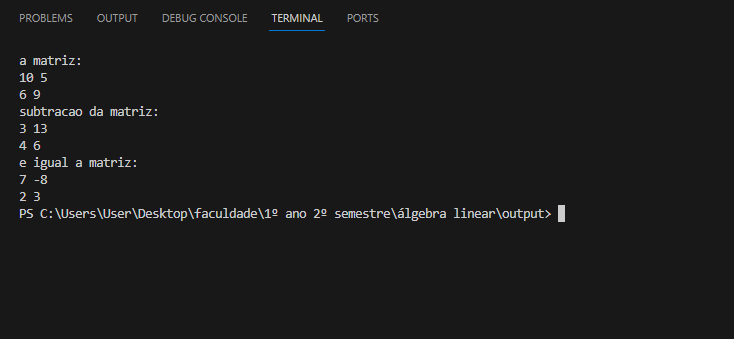 PROBLEMS OUTPUT DEBUG CONSOLE TERMINAL PORTS
a matriz:
10 5
6 9
subtracao da matriz:
3 13
4 6
e igual a matriz:
7 -8
2 3
PS C:\Users\User\Desktop\faculdade\1º ano 2º semestre\álgebra linear\output>